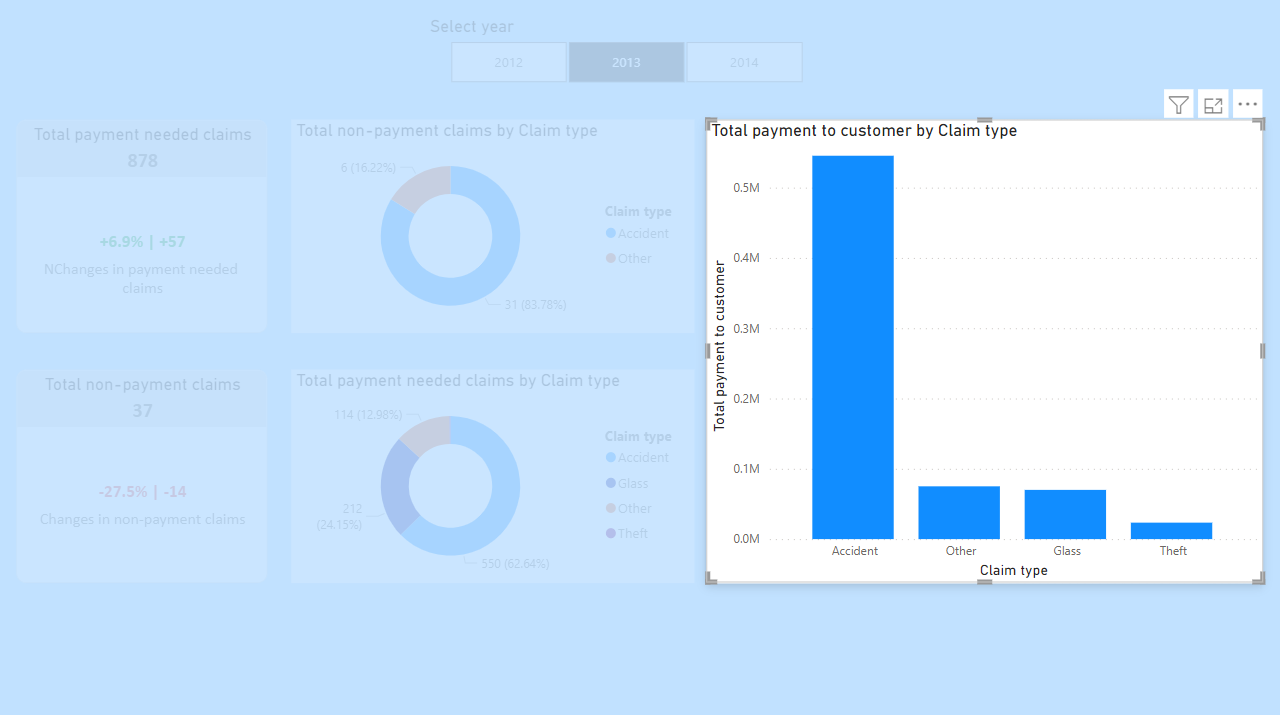 Select year
2012
2013
2014
Total payment needed claims
878
+6.9% | +57
NChanges in payment needed
claims
Total non-payment claims
37
-27.5% | -14
Changes in non-payment claims
Total non-payment claims by Claim type
6 (16.22%)
31 (83.78%)
Claim type
Accident
Other
Total payment needed claims by Claim type
114 (12.98%)
212
(24.15%)
550 (62.64%)
Claim type
Accident
Glass
Other
Theft
Total payment to customer by Claim type
Total payment to customer
0.5M
0.4M
0.3M
0.2M
0.1M
0.0M
Accident
Other
Glass
Theft
Claim type